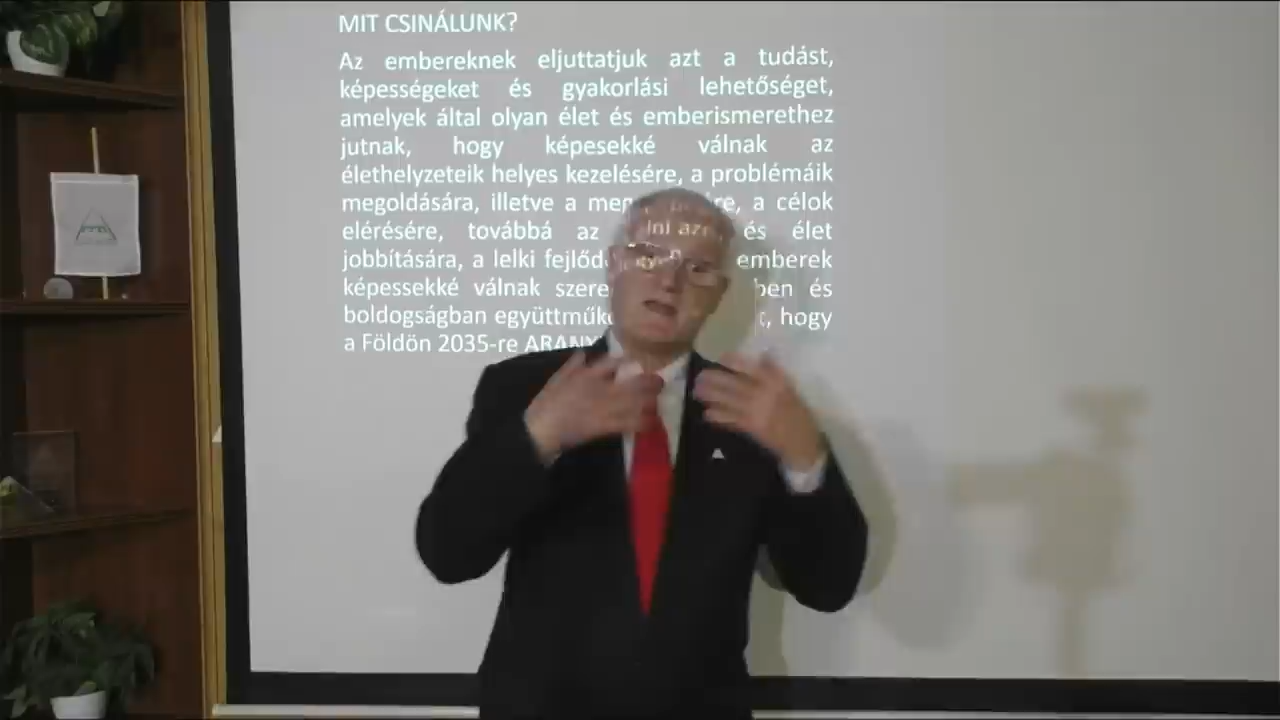 MIT CSINÁLUNK?
Az embereknek eljuttatjuk azt a tudást,
képességeket és gyakorlási lehetőséget,
amelyek által olyan élet és emberismerethez
jutnak, hogy képesekké válnak az
élethelyzeteik helyes kezelésére, a problémáik
megoldására, illetve a a célok
elérésére, továbbá az és élet
jobbítására, a lelki emberek
képessekké válnak és
boldogságban hogy
a Földön 2035-re